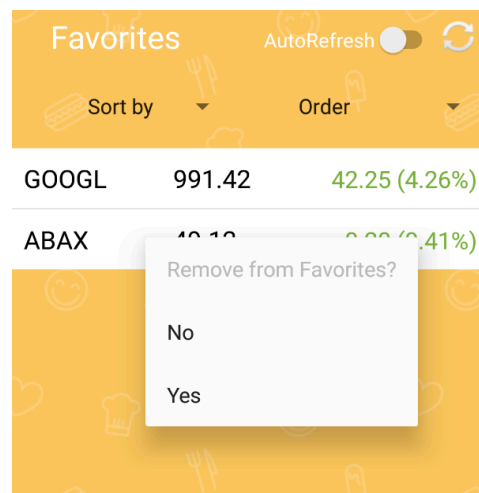 Favorites AutoRefresh
Sort by Order
GOOGL 991.42 42.25 (4.26%)
ABAX
Remove from Favorites?
No
Yes